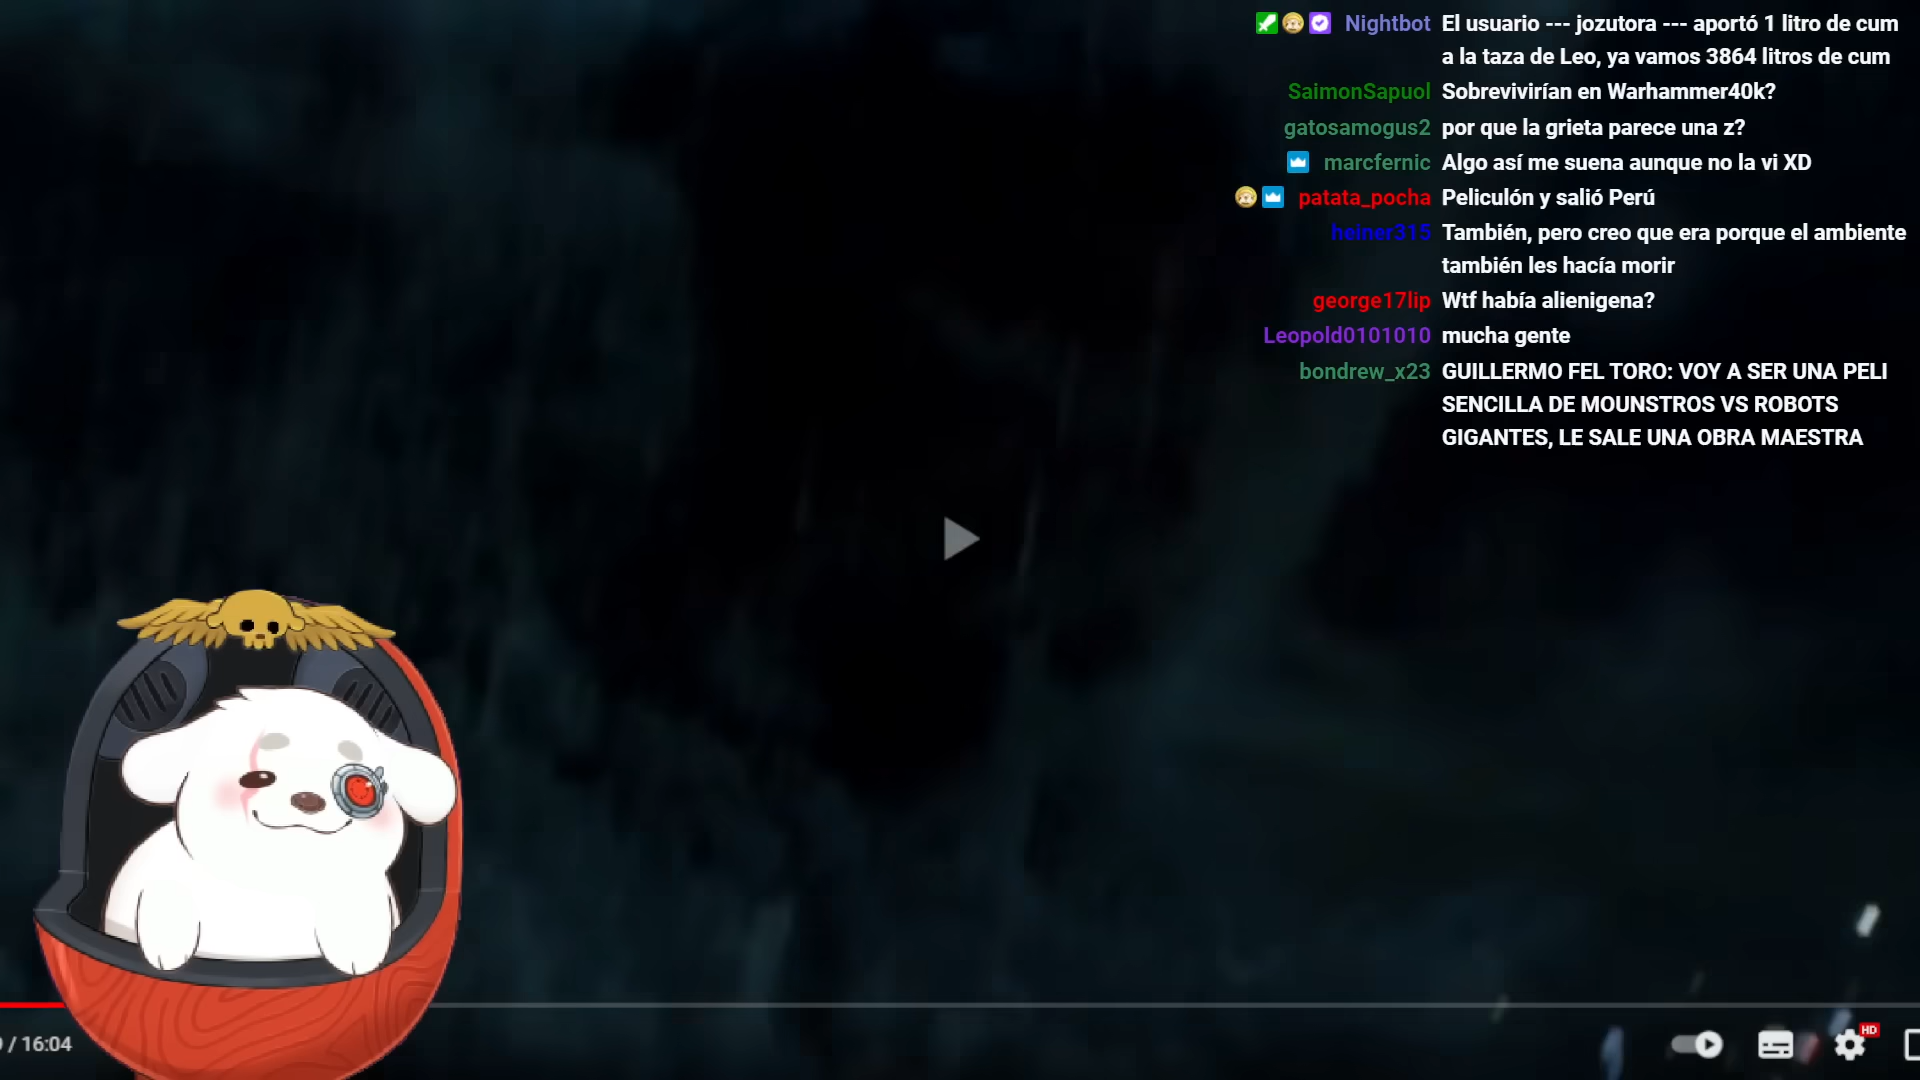 Nightbot El usuario --- jozutora --- aportó 1 litro de cum
a la taza de Leo, ya vamos 3864 litros de cum
SaimonSapuol Sobrevivirían en Warhammer40k?
gatosamogus2 por que la grieta parece una z?
marcfernic Algo así me suena aunque no la vi XD
patata_pocha Peliculón y salió Perú
heiner315 También, pero creo que era porque el ambiente
también les hacía morir
george17lip Wtf había alienigena?
Leopold0101010 mucha gente
bondrew_x23 GUILLERMO FEL TORO: VOY A SER UNA PELI
SENCILLA DE MOUNSTROS VS ROBOTS
GIGANTES, LE SALE UNA OBRA MAESTRA
/ 16:04
HD